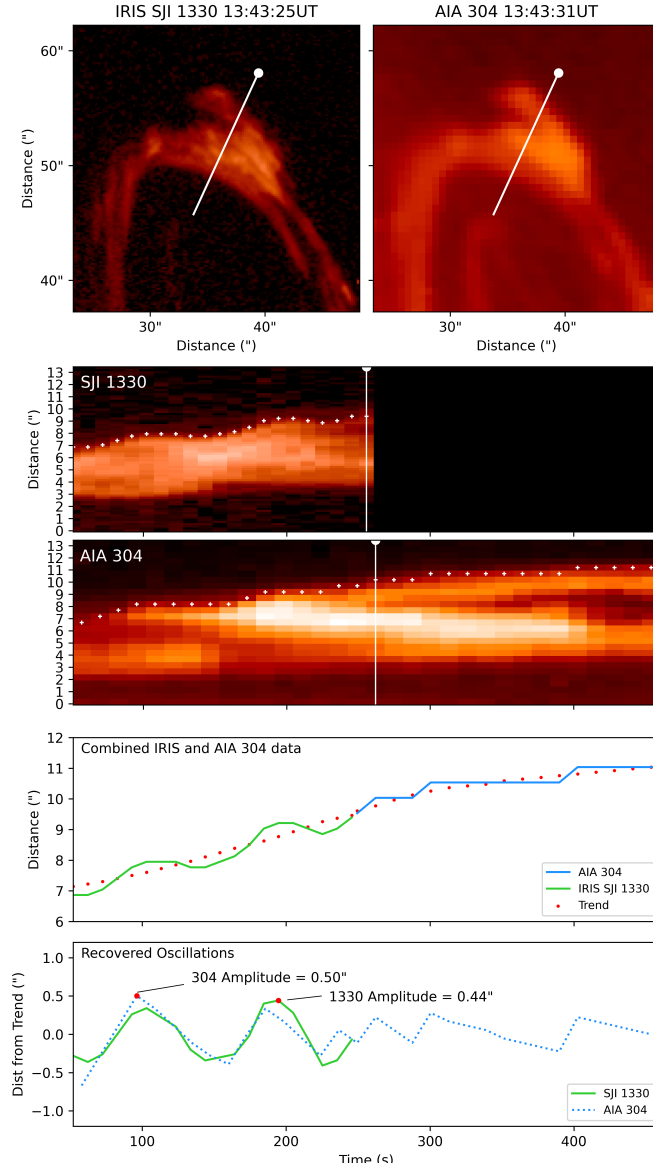 IRIS SJI 1330 13:43:25UT
AIA 304 13:43:31UT
60"
50"
40"
Distance (")
30"
40"
30"
40"
Distance (")
Distance (")
SJI 1330
13
12
11
10
9
8
7
6
5
4
3
2
1
0
Distance (")
AIA 304
13
12
11
10
9
8
7
6
5
4
3
2
1
0
Distance (")
Combined IRIS and AIA 304 data
12
11
10
9
8
7
6
Distance (")
AIA 304
IRIS SJI 1330
Trend
Recovered Oscillations
304 Amplitude = 0.50"
1330 Amplitude = 0.44"
1.0
0.5
0.0
−0.5
−1.0
Dist from Trend (")
SJI 1330
AIA 304
100
200
300
400
Time (s)